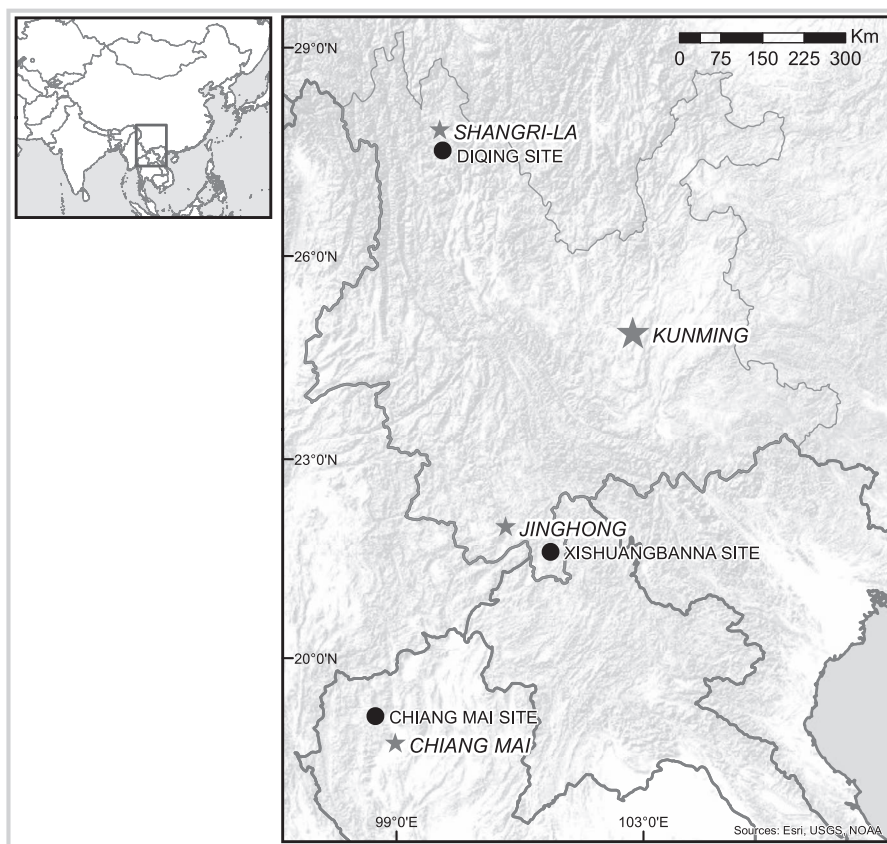 29°0'N
Km
0 75 150 225 300
SHANGRI-LA
DIQING SITE
26°0'N
KUNMING
23°0'N
JINGHONG
XISHUANGBANNA SITE
20°0'N
CHIANG MAI SITE
CHIANG MAI
99°0'E
103°0'E
Sources: Esri, USGS, NOAA